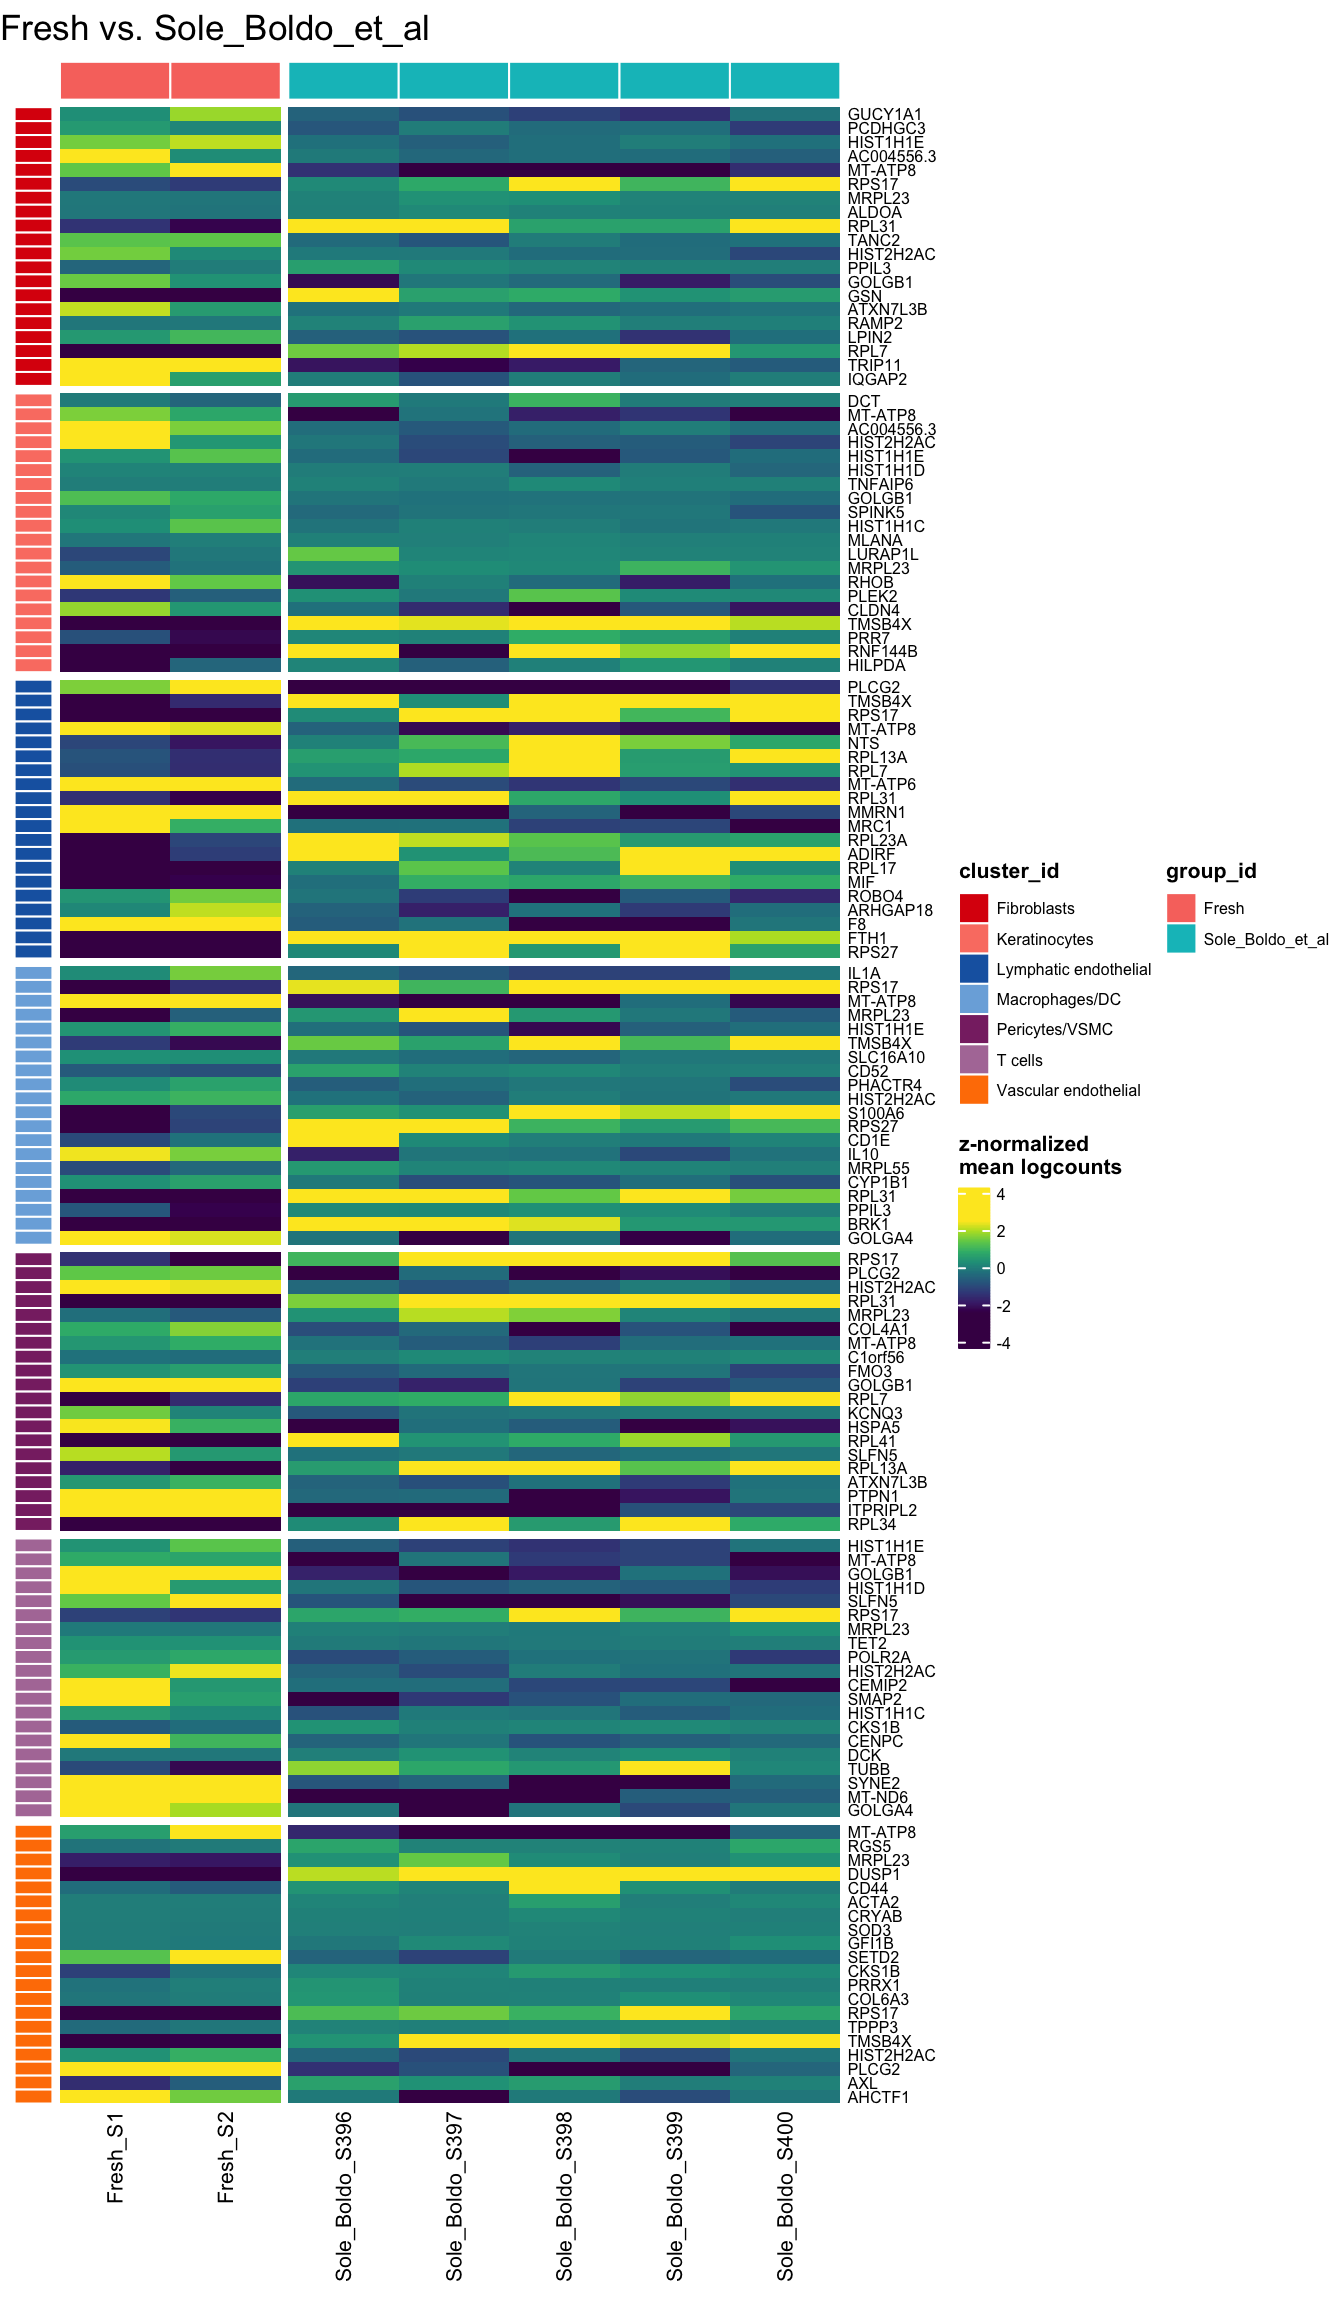 Fresh vs. Sole_Boldo_et_al
GUCY1A1
PCDHGC3
HIST1H1E
AC004556.3
MT-ATP8
RPS17
MRPL23
ALDOA
RPL31
TANC2
HIST2H2AC
PPIL3
GOLGB1
GSN
ATXN7L3B
RAMP2
LPIN2
RPL7
TRIP11
IQGAP2
DCT
MT-ATP8
AC004556.3
HIST2H2AC
HIST1H1E
HIST1H1D
TNFAIP6
GOLGB1
SPINK5
HIST1H1C
MLANA
LURAP1L
MRPL23
RHOB
PLEK2
CLDN4
TMSB4X
PRR7
RNF144B
HILPDA
PLCG2
TMSB4X
RPS17
MT-ATP8
NTS
RPL13A
RPL7
MT-ATP6
RPL31
MMRN1
MRC1
RPL23A
ADIRF
RPL17
MIF
ROBO4
ARHGAP18
F8
FTH1
RPS27
IL1A
RPS17
MT-ATP8
MRPL23
HIST1H1E
TMSB4X
SLC16A10
CD52
PHACTR4
HIST2H2AC
S100A6
RPS27
CD1E
IL10
MRPL55
CYP1B1
RPL31
PPIL3
BRK1
GOLGA4
RPS17
PLCG2
HIST2H2AC
RPL31
MRPL23
COL4A1
MT-ATP8
C1orf56
FMO3
GOLGB1
RPL7
KCNQ3
HSPA5
RPL41
SLFN5
RPL13A
ATXN7L3B
PTPN1
ITPRIPL2
RPL34
HIST1H1E
MT-ATP8
GOLGB1
HIST1H1D
SLFN5
RPS17
MRPL23
TET2
POLR2A
HIST2H2AC
CEMIP2
SMAP2
HIST1H1C
CKS1B
CENPC
DCK
TUBB
SYNE2
MT-ND6
GOLGA4
MT-ATP8
RGS5
MRPL23
DUSP1
CD44
ACTA2
CRYAB
SOD3
GFI1B
SETD2
CKS1B
PRRX1
COL6A3
RPS17
TPPP3
TMSB4X
HIST2H2AC
PLCG2
AXL
AHCTF1
Fresh_S1
Fresh_S2
Sole_Boldo_S396
Sole_Boldo_S397
Sole_Boldo_S398
Sole_Boldo_S399
Sole_Boldo_S400
cluster_id
Fibroblasts
Keratinocytes
Lymphatic endothelial
Macrophages/DC
Pericytes/VSMC
T cells
Vascular endothelial
group_id
Fresh
Sole_Boldo_et_al
z-normalized
mean logcounts
4
2
0
-2
-4